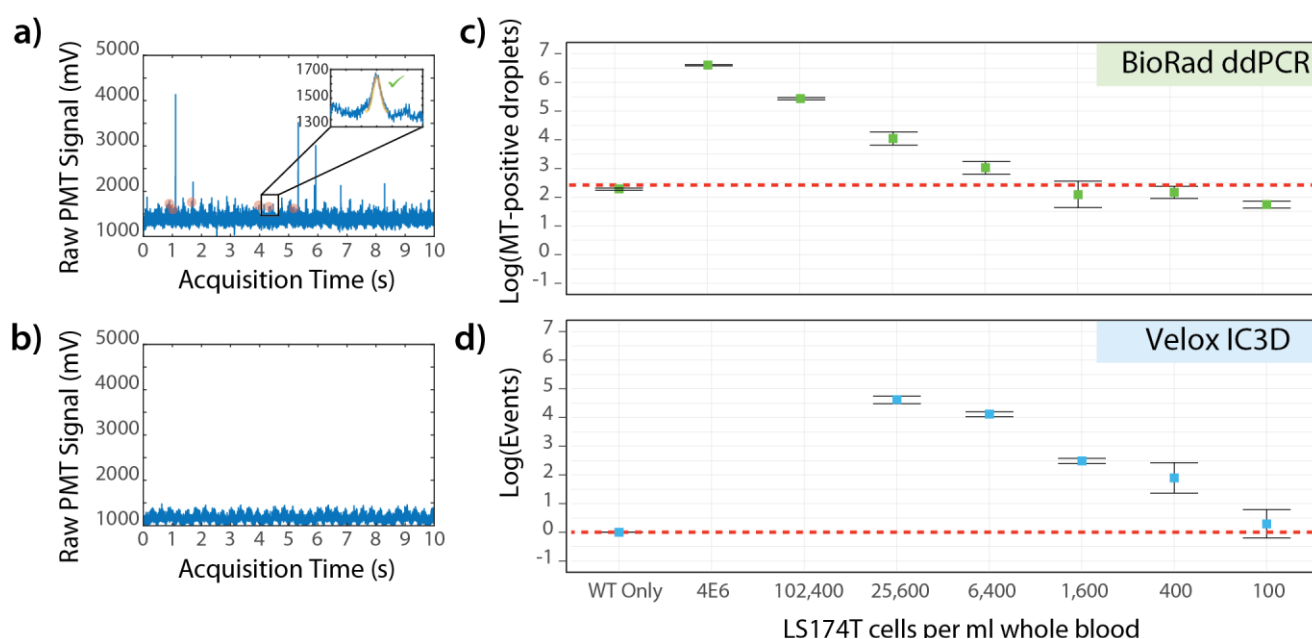 a)
Raw PMT Signal (mV)
5000
4000
3000
2000
1000
1700
1500
1300
0 1 2 3 4 5 6 7 8 9 10
Acquisition Time (s)
b)
Raw PMT Signal (mV)
5000
4000
3000
2000
1000
0 1 2 3 4 5 6 7 8 9 10
Acquisition Time (s)
c)
BioRad ddPCR
Log(MT-positive droplets)
7
6
5
4
3
2
1
0
-1
d)
Velox IC3D
Log(Events)
7
6
5
4
3
2
1
0
-1
WT Only 4E6 102,400 25,600 6,400 1,600 400 100
LS174T cells per ml whole blood